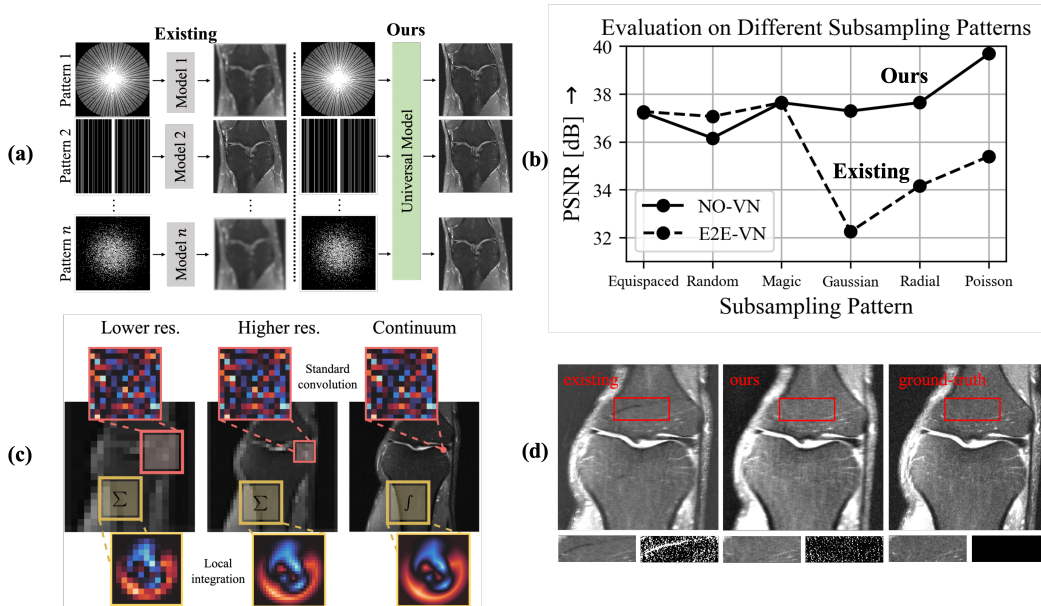 (a)
Existing
Ours
Pattern 1
Model 1
Pattern 2
Model 2
⋮
⋮
Pattern n
Model n
Universal Model
(b)
Evaluation on Different Subsampling Patterns
PSNR [dB] →
40
38
36
34
32
Ours
Existing
NO-VN
E2E-VN
Equispaced Random Magic Gaussian Radial Poisson
Subsampling Pattern
(c)
Lower res. Higher res. Continuum
Standard
convolution
∑ ∑ ∫
Local
integration
(d)
existing ours ground-truth